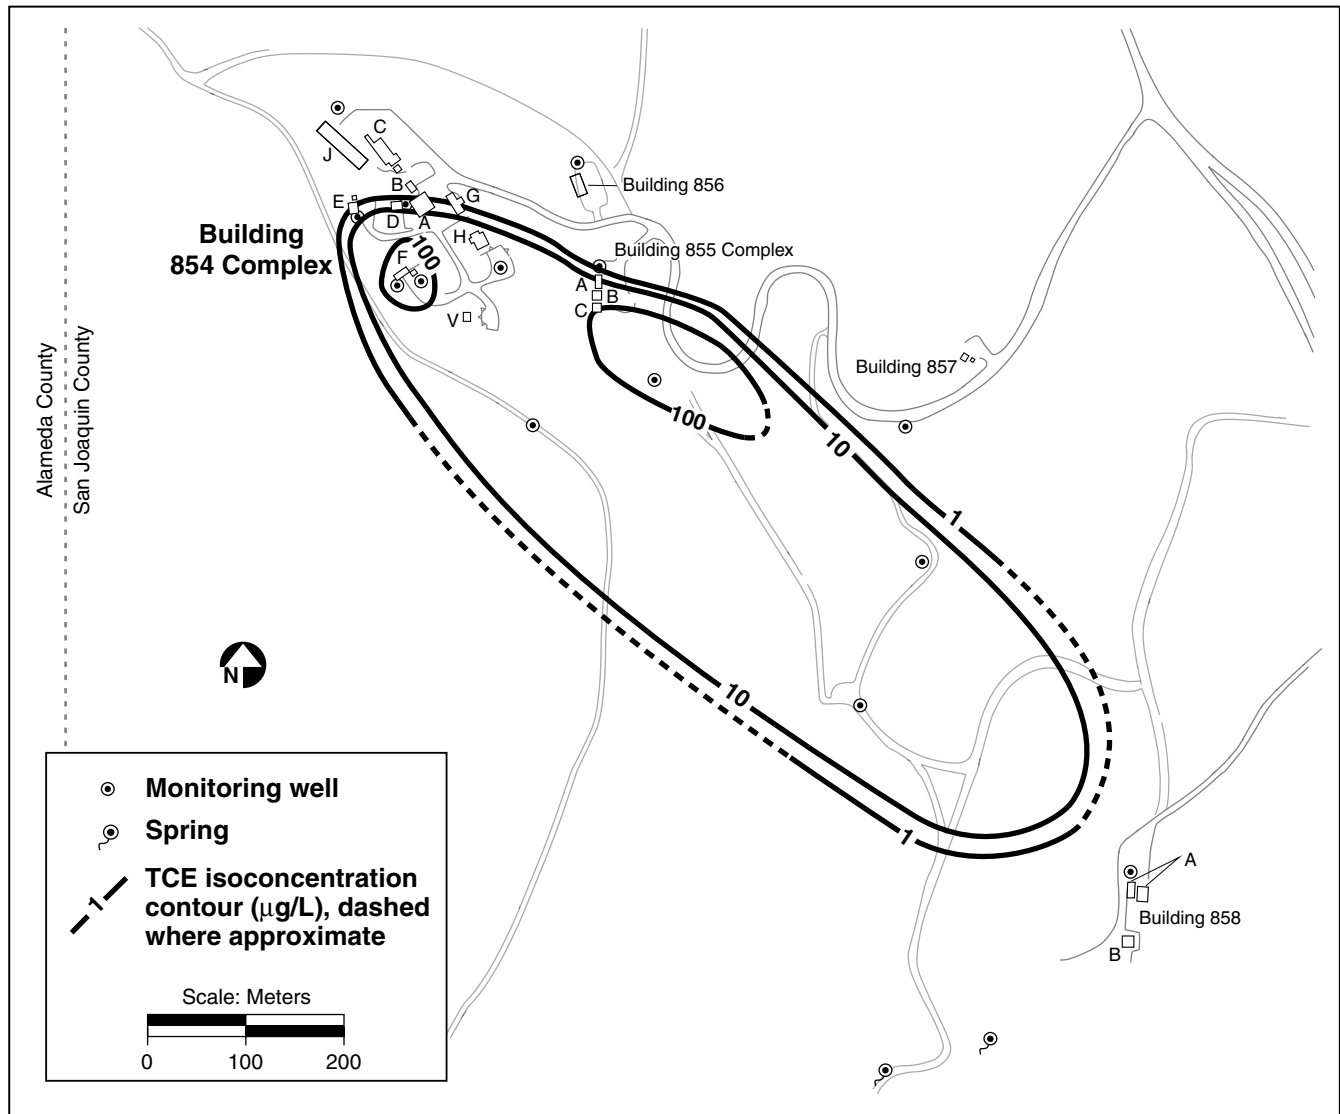 C
J
B
E
D
A
G
H
F
100
V
Building
854 Complex
Building 856
Building 855 Complex
A
B
C
100
Building 857
10
1
10
1
Alameda County
San Joaquin County
N
A
Building 858
B
Monitoring well
Spring
1
TCE isoconcentration
contour (µg/L), dashed
where approximate
Scale: Meters
0 100 200